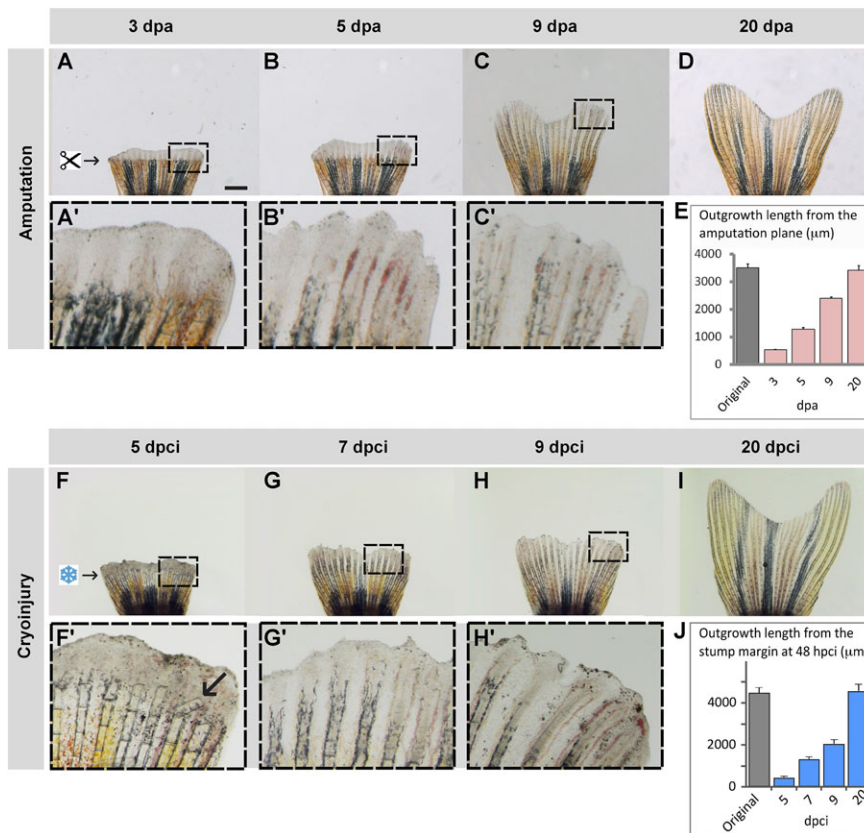 3 dpa 5 dpa 9 dpa 20 dpa
Amputation
A B C D
A' B' C' E
Outgrowth length from the
amputation plane (μm)
4000
3000
2000
1000
0
Original 3 5 9 20
dpa
5 dpci 7 dpci 9 dpci 20 dpci
Cryoinjury
F G H I
F' G' H' J
Outgrowth length from the
stump margin at 48 hpci (μm
4000
2000
0
Original 5 7 9 20
dpci